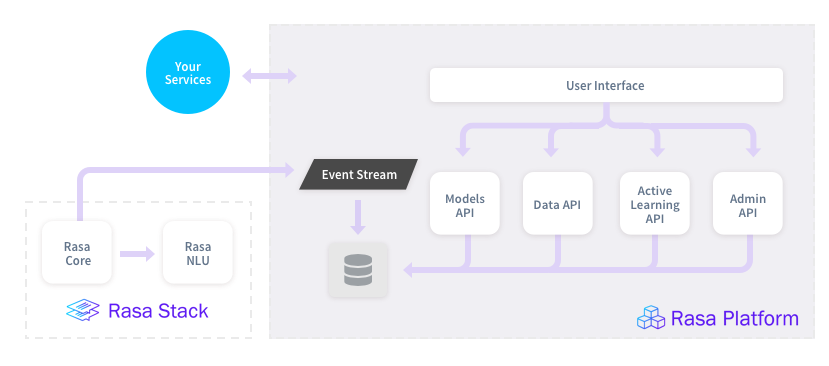 Your
Services
User Interface
Event Stream
Models
API
Data API
Active
Learning
API
Admin
API
Rasa
Core
Rasa
NLU
Rasa Stack
Rasa Platform